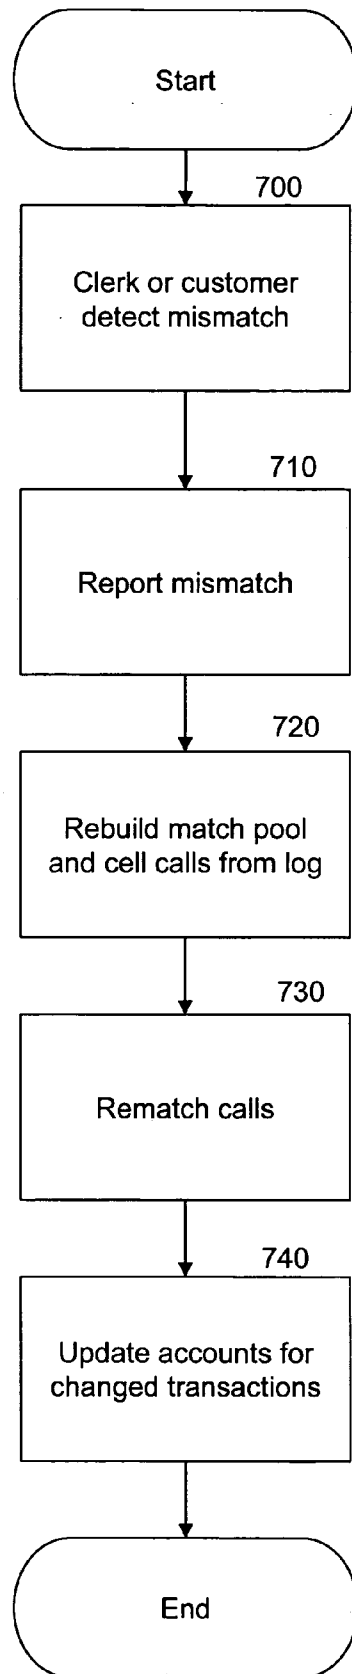 Start
700
Clerk or customer
detect mismatch
710
Report mismatch
720
Rebuild match pool
and cell calls from log
730
Rematch calls
740
Update accounts for
changed transactions
End